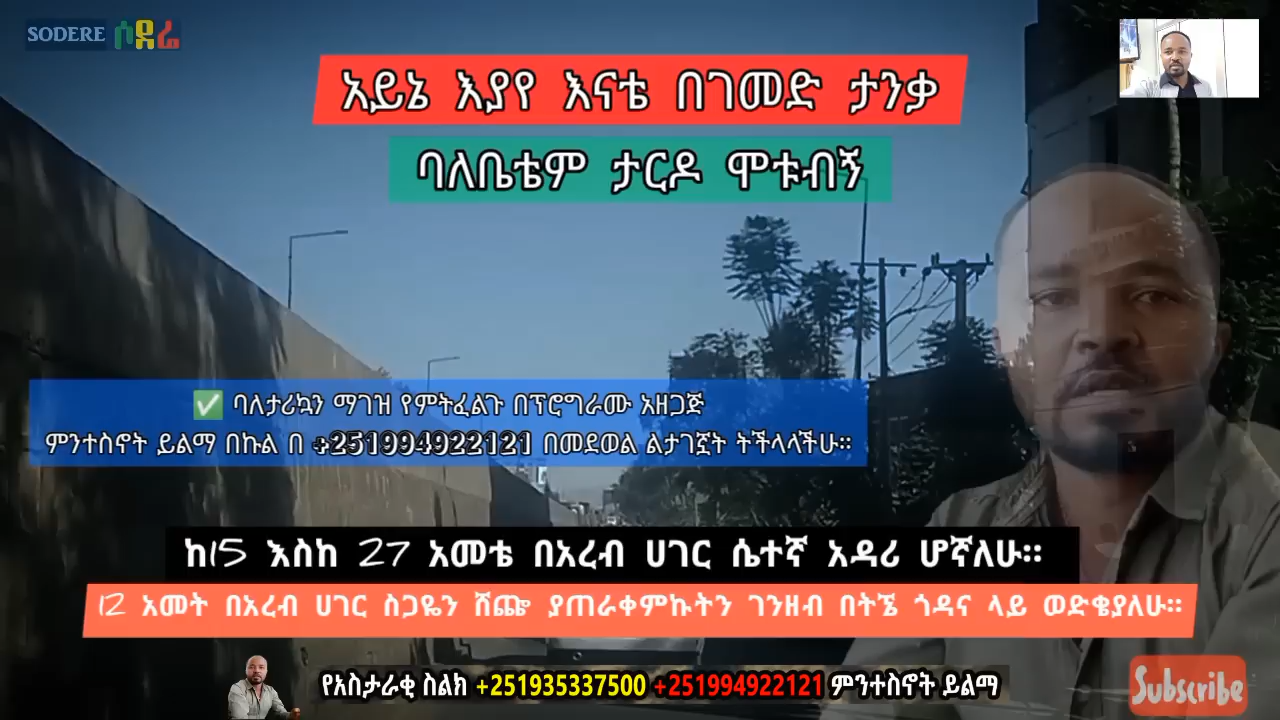 SODERE ሶደሬ
አይኔ እያየ እናቴ በገመድ ታንቃ
ባለቤቴም ታርዶ ሞቱብኝ
✅ ባለታሪኳን ማገዝ የምትፈልጉ በፕሮግራሙ አዘጋጅ
ምንተስኖት ይልማ በኩል በ +251994922121 በመደወል ልታገኟት ትችላላችሁ።
ከ15 እስከ 27 አመቴ በአረብ ሀገር ሴተኛ አዳሪ ሆኛለሁ።
12 አመት በአረብ ሀገር ስጋዬን ሽጬ ያጠራቀምኩትን ገንዘብ በትኜ ጎዳና ላይ ወድቄያለሁ።
የአስታራቂ ስልክ +251935337500 +251994922121 ምንተስኖት ይልማ
Subscribe